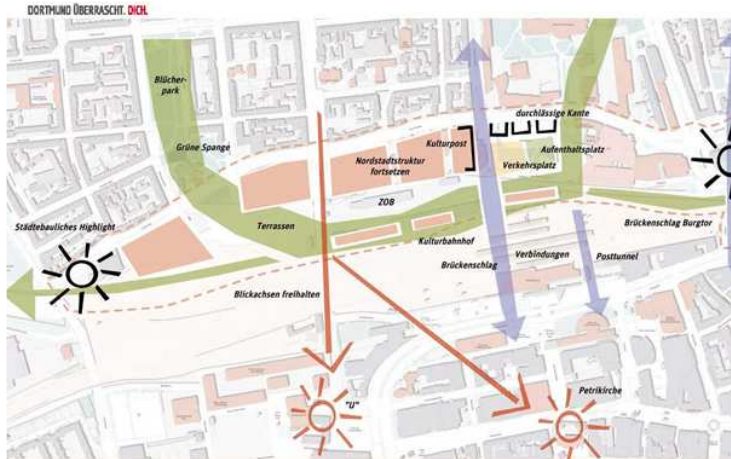 DORTMUND ÜBERRASCHT. DICH.
Blücher-
park
durchlässige Kante
Kulturpost
Grüne Spange
Aufenthaltsplatz
Nordstadtstruktur
fortsetzen
Verkehrsplatz
ZOB
Städtebauliches Highlight
Terrassen
Brückenschlag Burgtor
Kulturbahnhof
Verbindungen
Posttunnel
Brückenschlag
Blickachsen freihalten
Petrikirche
"U"